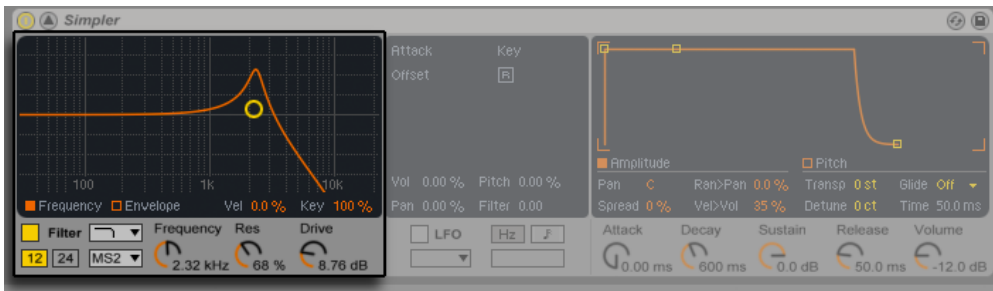 Simpler
Attack Key
Offset R
100 1k 10k
Frequency Envelope Vel 0.0 % Key 100 %
Vol 0.00 % Pitch 0.00 %
Pan 0.00 % Filter 0.00
Amplitude Pitch
Pan C Ran>Pan 0.0 % Transp 0 st Glide Off
Spread 0 % Vel>Vol 35 % Detune 0 ct Time 50.0 ms
Filter Frequency Res Drive
12 24 MS2 2.32 kHz 68 % 8.76 dB
LFO Hz
Attack Decay Sustain Release Volume
0.00 ms 600 ms 0.0 dB 50.0 ms -12.0 dB